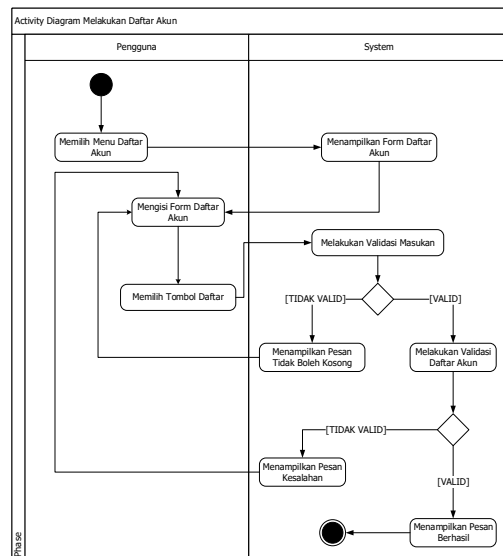 Activity Diagram Melakukan Daftar Akun
Pengguna
System
Memilih Menu Daftar
Akun
Menampilkan Form Daftar
Akun
Mengisi Form Daftar
Akun
Melakukan Validasi Masukan
Memilih Tombol Daftar
[TIDAK VALID]
[VALID]
Menampilkan Pesan
Tidak Boleh Kosong
Melakukan Validasi
Daftar Akun
[TIDAK VALID]
Menampilkan Pesan
Kesalahan
[VALID]
Menampilkan Pesan
Berhasil
Phase